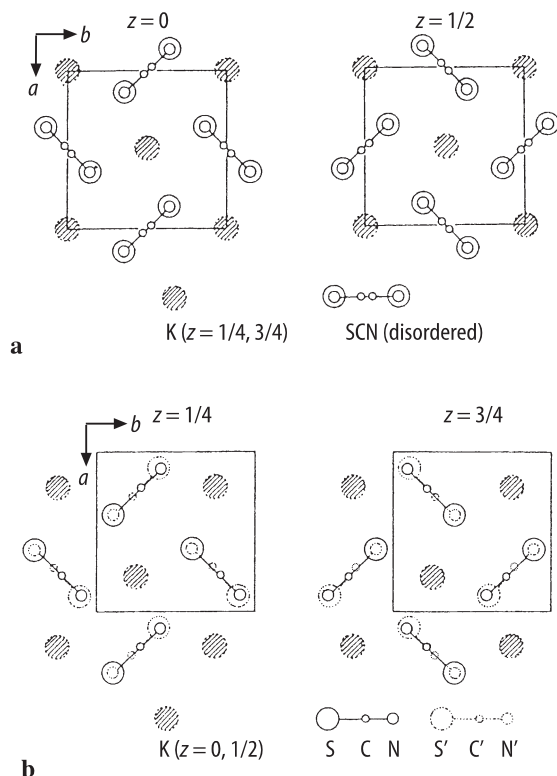 z = 0
z = 1/2
b
a
K (z = 1/4, 3/4)
SCN (disordered)
a
z = 1/4
z = 3/4
b
a
K (z = 0, 1/2)
S C N S′ C′ N′
b